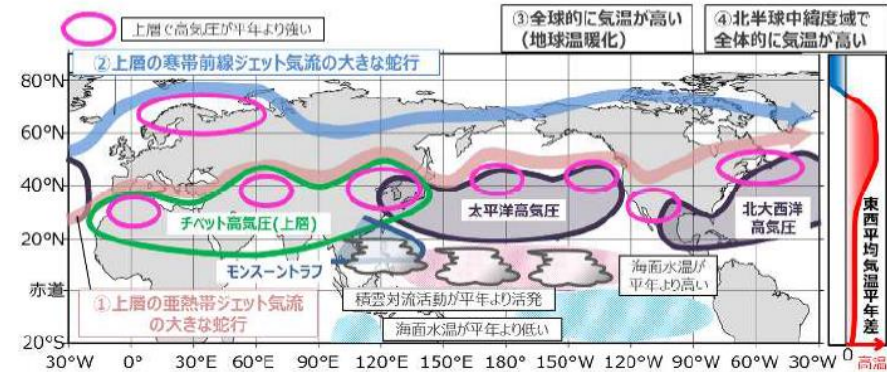 上層で高気圧が平年より強い
③全球的に気温が高い
(地球温暖化)
④北半球中緯度域で
全体的に気温が高い
②上層の寒帯前線ジェット気流の大きな蛇行
80°N
60°N
40°N
20°N
赤道
20°S
チベット高気圧(上層)
太平洋高気圧
北大西洋
高気圧
モンスーントラフ
海面水温が
平年より高い
積雲対流活動が平年より活発
①上層の亜熱帯ジェット気流
の大きな蛇行
海面水温が平年より低い
30°W
0°
30°E
60°E
90°E
120°E
150°E
180°
150°W
120°W
90°W
60°W
30°W
東西平均気温平年差
0
高温